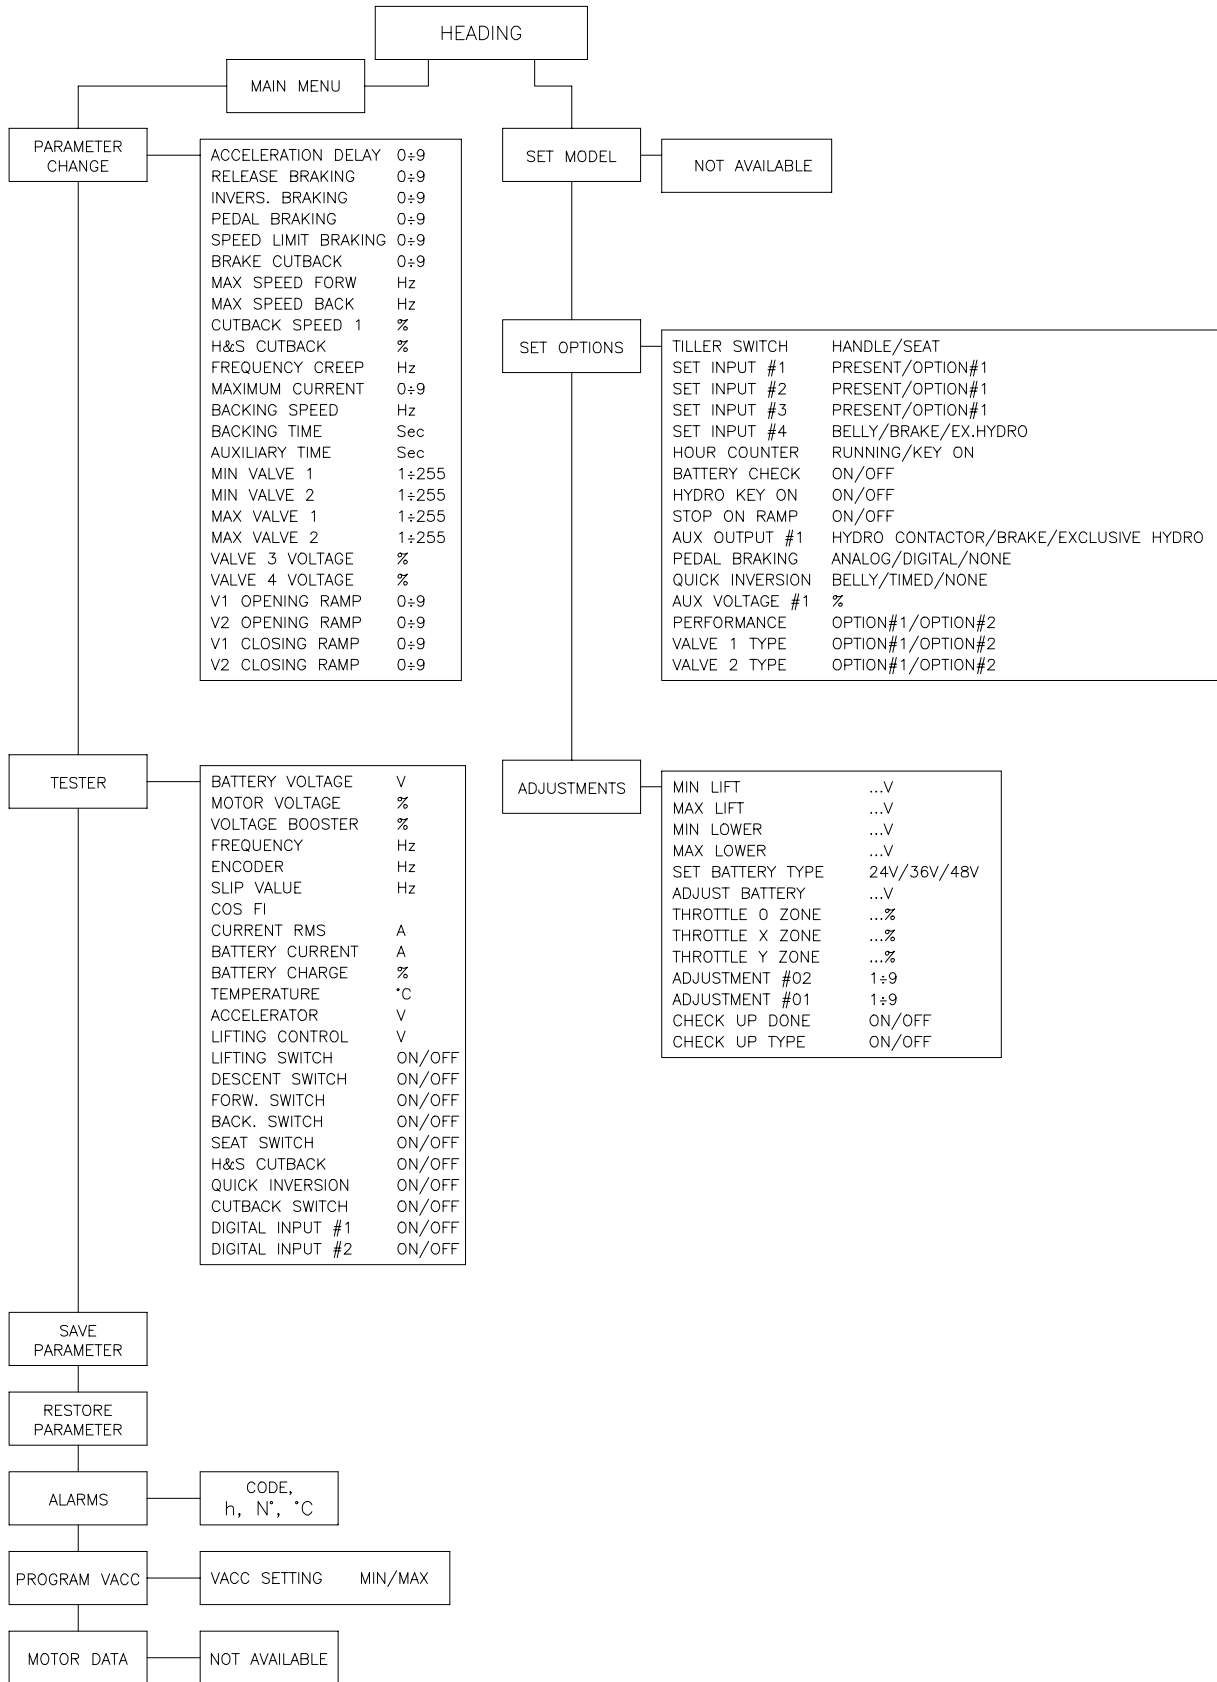 HEADING
MAIN MENU
PARAMETER
CHANGE
ACCELERATION DELAY 0÷9
RELEASE BRAKING 0÷9
INVERS. BRAKING 0÷9
PEDAL BRAKING 0÷9
SPEED LIMIT BRAKING 0÷9
BRAKE CUTBACK 0÷9
MAX SPEED FORW Hz
MAX SPEED BACK Hz
CUTBACK SPEED 1 %
H&S CUTBACK %
FREQUENCY CREEP Hz
MAXIMUM CURRENT 0÷9
BACKING SPEED Hz
BACKING TIME Sec
AUXILIARY TIME Sec
MIN VALVE 1 1÷255
MIN VALVE 2 1÷255
MAX VALVE 1 1÷255
MAX VALVE 2 1÷255
VALVE 3 VOLTAGE %
VALVE 4 VOLTAGE %
V1 OPENING RAMP 0÷9
V2 OPENING RAMP 0÷9
V1 CLOSING RAMP 0÷9
V2 CLOSING RAMP 0÷9
SET MODEL
NOT AVAILABLE
SET OPTIONS
TILLER SWITCH HANDLE/SEAT
SET INPUT #1 PRESENT/OPTION#1
SET INPUT #2 PRESENT/OPTION#1
SET INPUT #3 PRESENT/OPTION#1
SET INPUT #4 BELLY/BRAKE/EX.HYDRO
HOUR COUNTER RUNNING/KEY ON
BATTERY CHECK ON/OFF
HYDRO KEY ON ON/OFF
STOP ON RAMP ON/OFF
AUX OUTPUT #1 HYDRO CONTACTOR/BRAKE/EXCLUSIVE HYDRO
PEDAL BRAKING ANALOG/DIGITAL/NONE
QUICK INVERSION BELLY/TIMED/NONE
AUX VOLTAGE #1 %
PERFORMANCE OPTION#1/OPTION#2
VALVE 1 TYPE OPTION#1/OPTION#2
VALVE 2 TYPE OPTION#1/OPTION#2
TESTER
BATTERY VOLTAGE V
MOTOR VOLTAGE %
VOLTAGE BOOSTER %
FREQUENCY Hz
ENCODER Hz
SLIP VALUE Hz
COS FI
CURRENT RMS A
BATTERY CURRENT A
BATTERY CHARGE %
TEMPERATURE °C
ACCELERATOR V
LIFTING CONTROL V
LIFTING SWITCH ON/OFF
DESCENT SWITCH ON/OFF
FORW. SWITCH ON/OFF
BACK. SWITCH ON/OFF
SEAT SWITCH ON/OFF
H&S CUTBACK ON/OFF
QUICK INVERSION ON/OFF
CUTBACK SWITCH ON/OFF
DIGITAL INPUT #1 ON/OFF
DIGITAL INPUT #2 ON/OFF
ADJUSTMENTS
MIN LIFT ...V
MAX LIFT ...V
MIN LOWER ...V
MAX LOWER ...V
SET BATTERY TYPE 24V/36V/48V
ADJUST BATTERY ...V
THROTTLE 0 ZONE ...%
THROTTLE X ZONE ...%
THROTTLE Y ZONE ...%
ADJUSTMENT #02 1÷9
ADJUSTMENT #01 1÷9
CHECK UP DONE ON/OFF
CHECK UP TYPE ON/OFF
SAVE
PARAMETER
RESTORE
PARAMETER
ALARMS
CODE,
h, N°, °C
PROGRAM VACC
VACC SETTING MIN/MAX
MOTOR DATA
NOT AVAILABLE